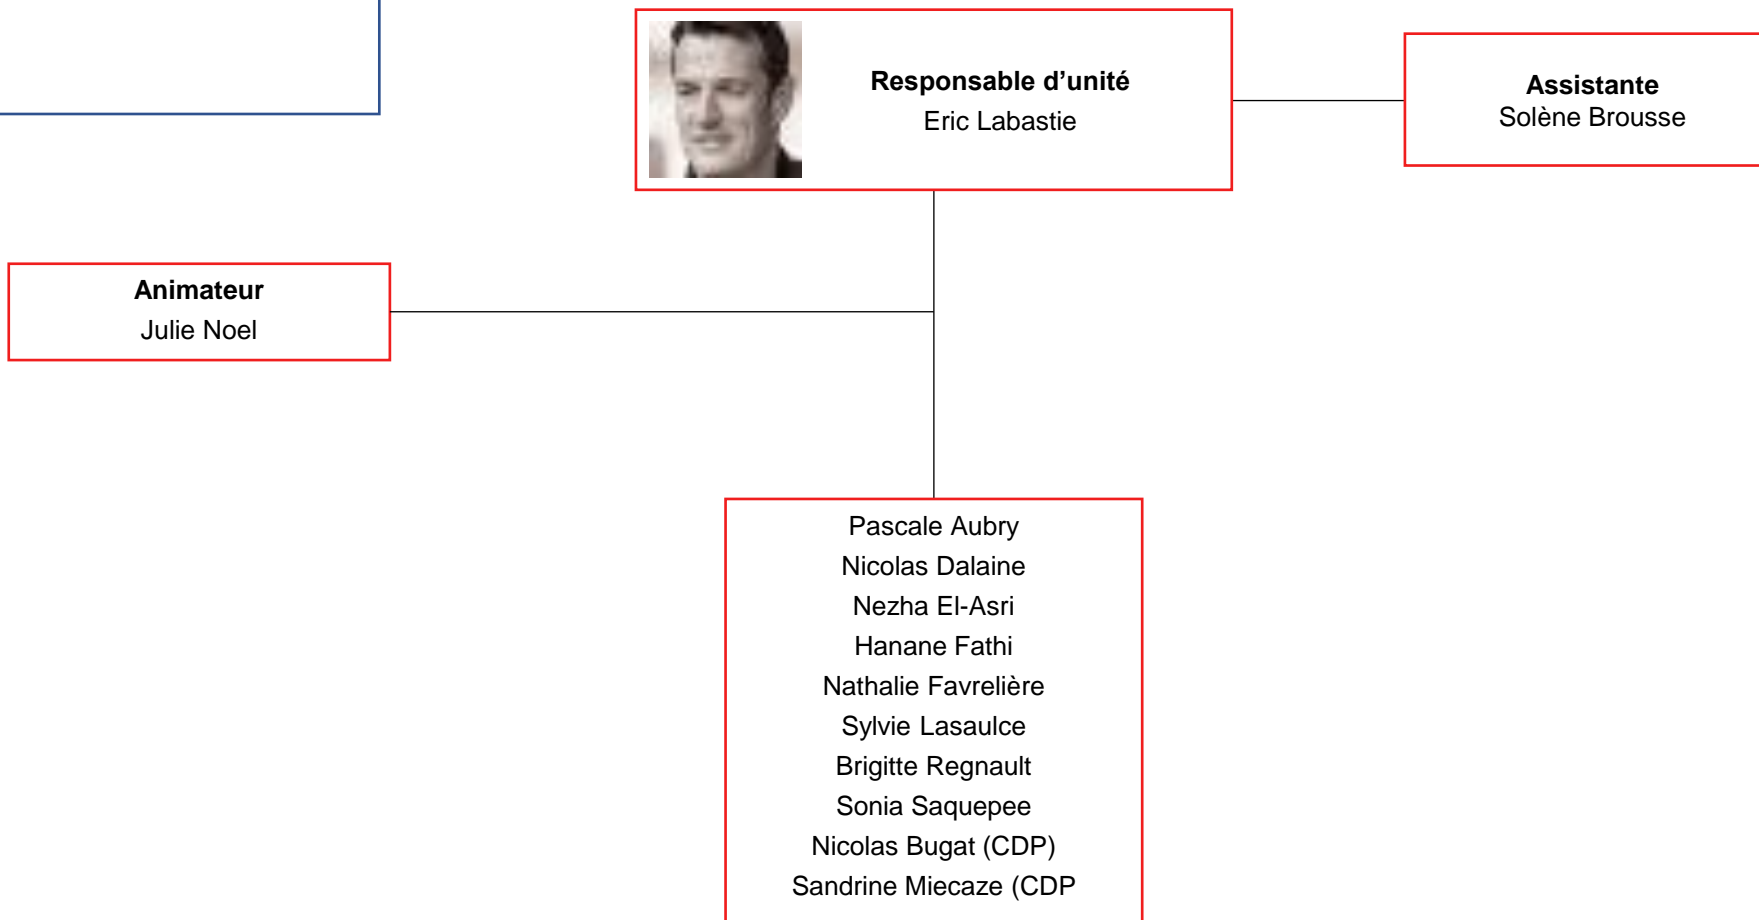 Responsable d’unité
Eric Labastie
Assistante
Solène Brousse
Animateur
Julie Noel
Pascale Aubry
Nicolas Dalaine
Nezha El-Asri
Hanane Fathi
Nathalie Favrelière
Sylvie Lasaulce
Brigitte Regnault
Sonia Saquepee
Nicolas Bugat (CDP)
Sandrine Miecaze (CDP